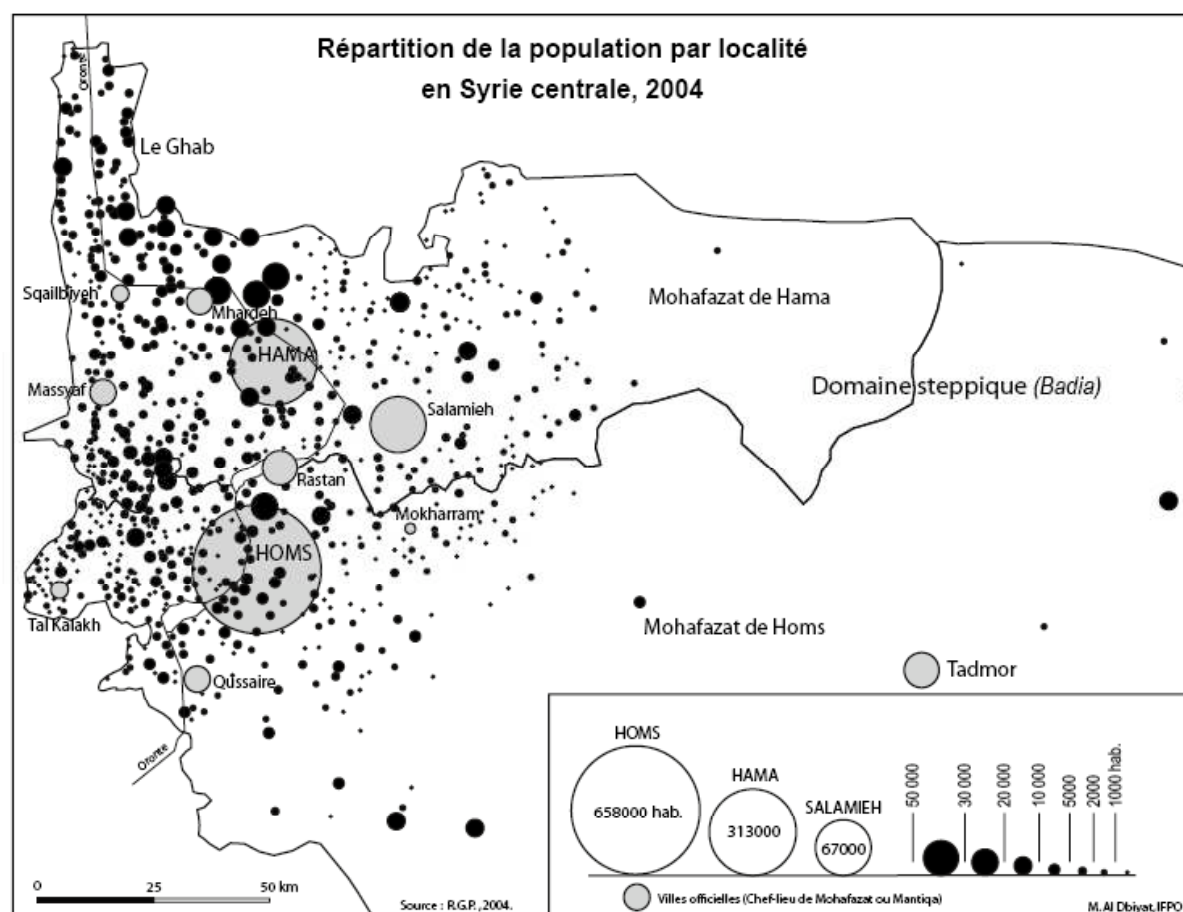 Répartition de la population par localité
en Syrie centrale, 2004
Oronte
Le Ghab
Sqailbiyeh
Mhardeh
Mohafazat de Hama
HAMA
Domaine steppique (Badia)
Massyaf
Salamieh
Rastan
Mokharram
HOMS
Tal Kalakh
Mohafazat de Homs
Qussaire
Tadmor
Oronte
HOMS
658000 hab.
HAMA
313000
SALAMIEH
67000
50 000
30 000
20 000
10 000
5000
2000
1000 hab.
Villes officielles (Chef-lieu de Mohafazat ou Mantiqa)
0
25
50 km
Source : R.G.P., 2004.
M. Al Dbiyat, IFPO